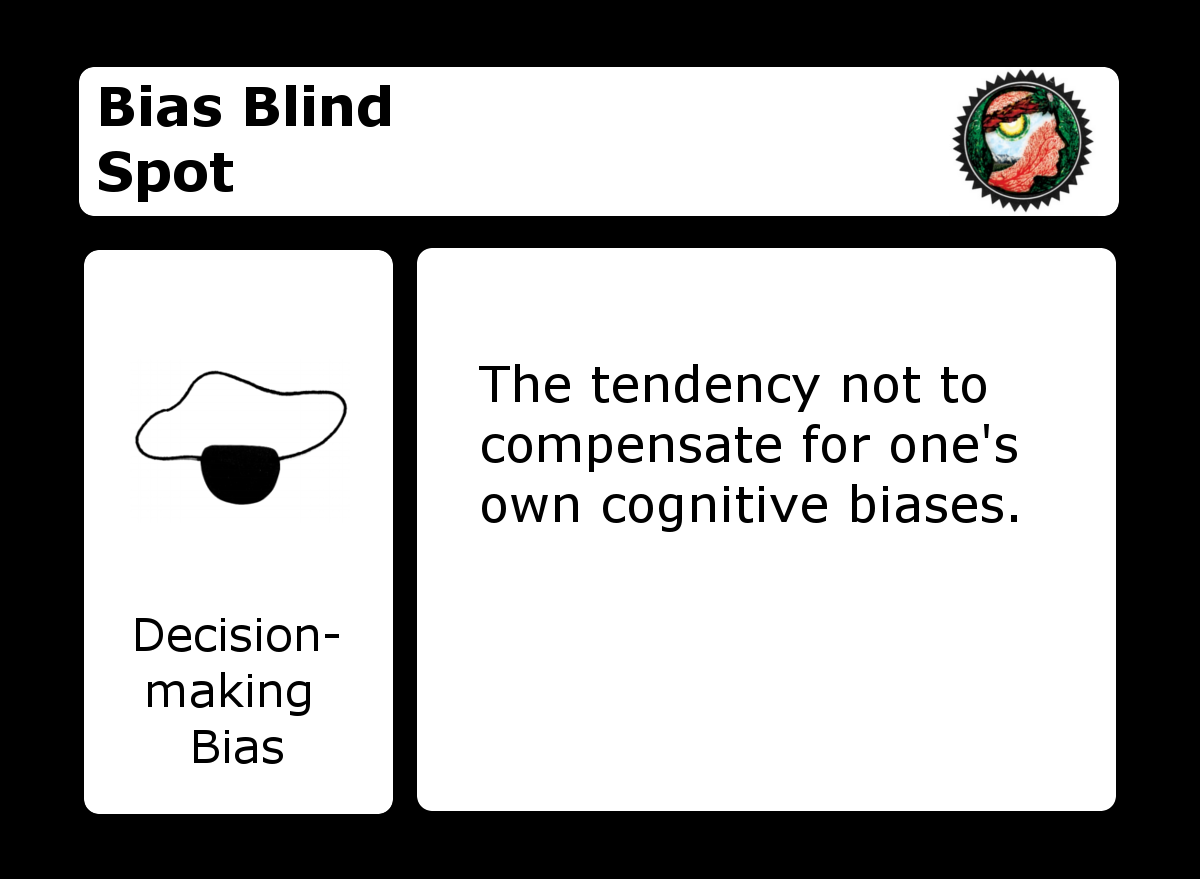 Bias Blind
Spot
The tendency not to
compensate for one's
own cognitive biases.
Decision-
making
Bias